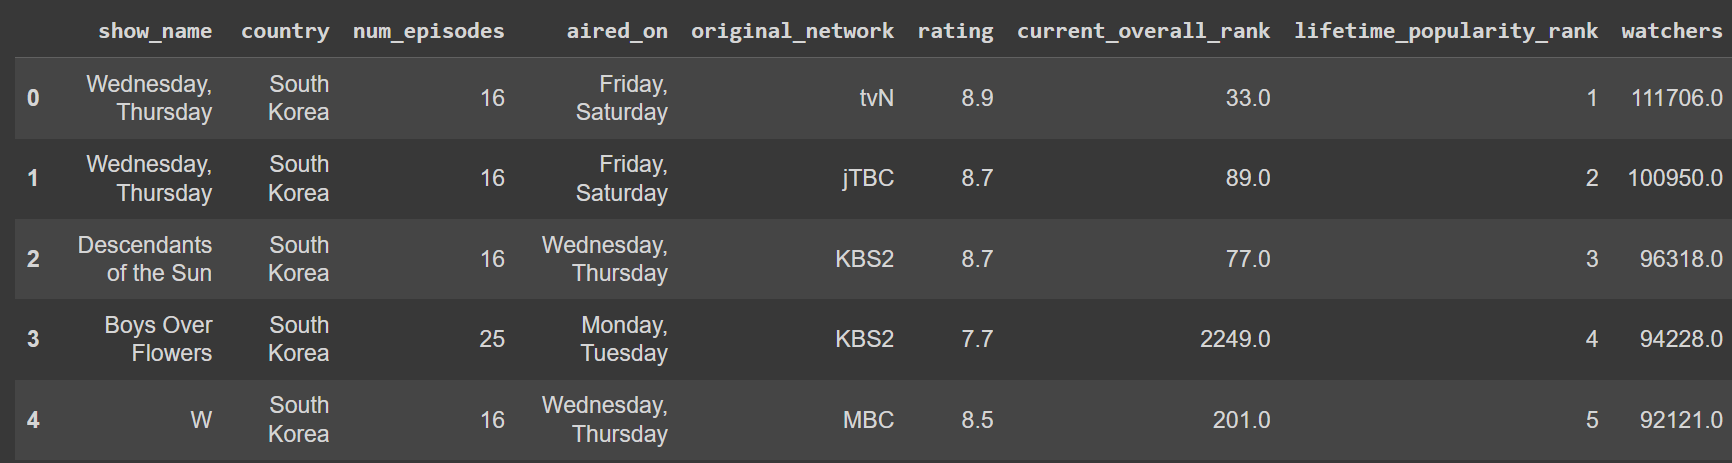 show_name country num_episodes aired_on original_network rating current_overall_rank lifetime_popularity_rank watchers
0 Wednesday, Thursday South Korea 16 Friday, Saturday tvN 8.9 33.0 1 111706.0
1 Wednesday, Thursday South Korea 16 Friday, Saturday jTBC 8.7 89.0 2 100950.0
2 Descendants of the Sun South Korea 16 Wednesday, Thursday KBS2 8.7 77.0 3 96318.0
3 Boys Over Flowers South Korea 25 Monday, Tuesday KBS2 7.7 2249.0 4 94228.0
4 W South Korea 16 Wednesday, Thursday MBC 8.5 201.0 5 92121.0